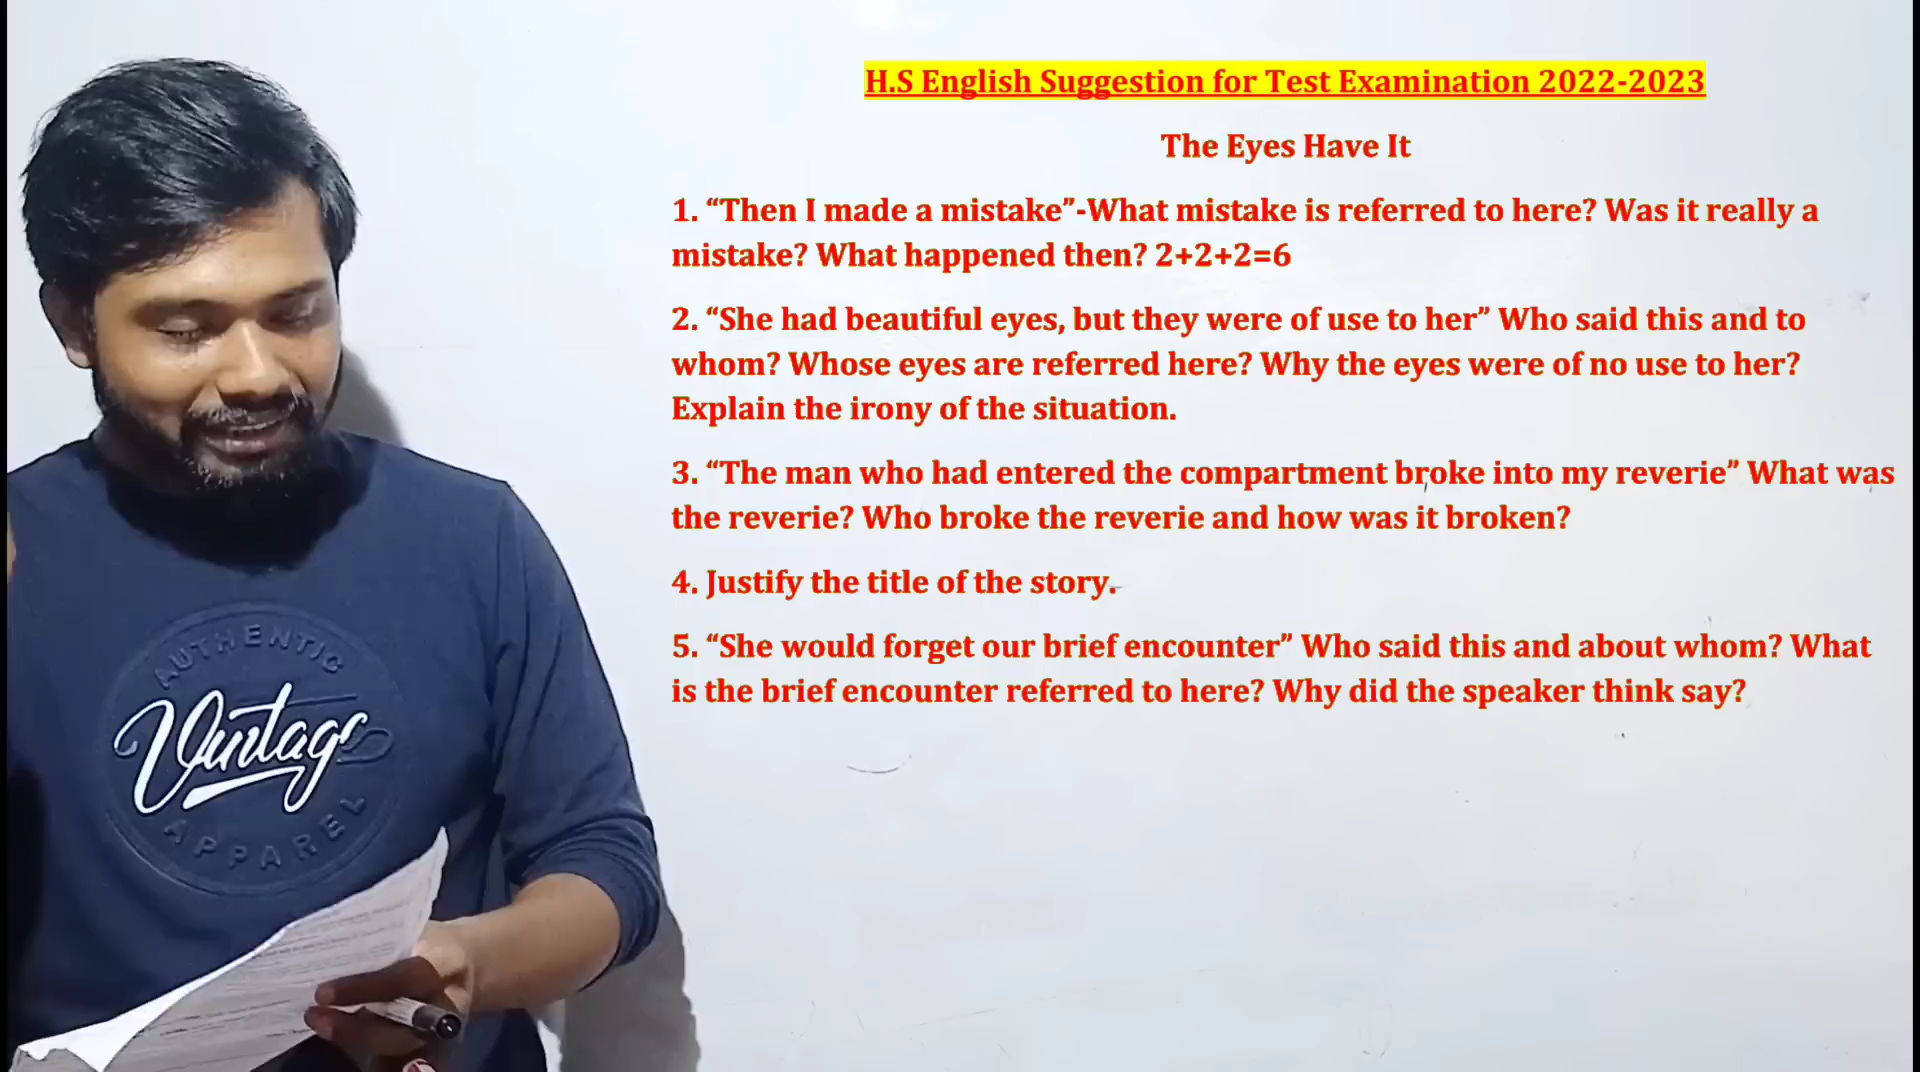 H.S English Suggestion for Test Examination 2022-2023
The Eyes Have It
1. “Then I made a mistake”-What mistake is referred to here? Was it really a
mistake? What happened then? 2+2+2=6
2. “She had beautiful eyes, but they were of use to her” Who said this and to
whom? Whose eyes are referred here? Why the eyes were of no use to her?
Explain the irony of the situation.
3. “The man who had entered the compartment broke into my reverie” What was
the reverie? Who broke the reverie and how was it broken?
4. Justify the title of the story.
5. “She would forget our brief encounter” Who said this and about whom? What
is the brief encounter referred to here? Why did the speaker think say?
AUTHENTIC
Vintage
APPAREL